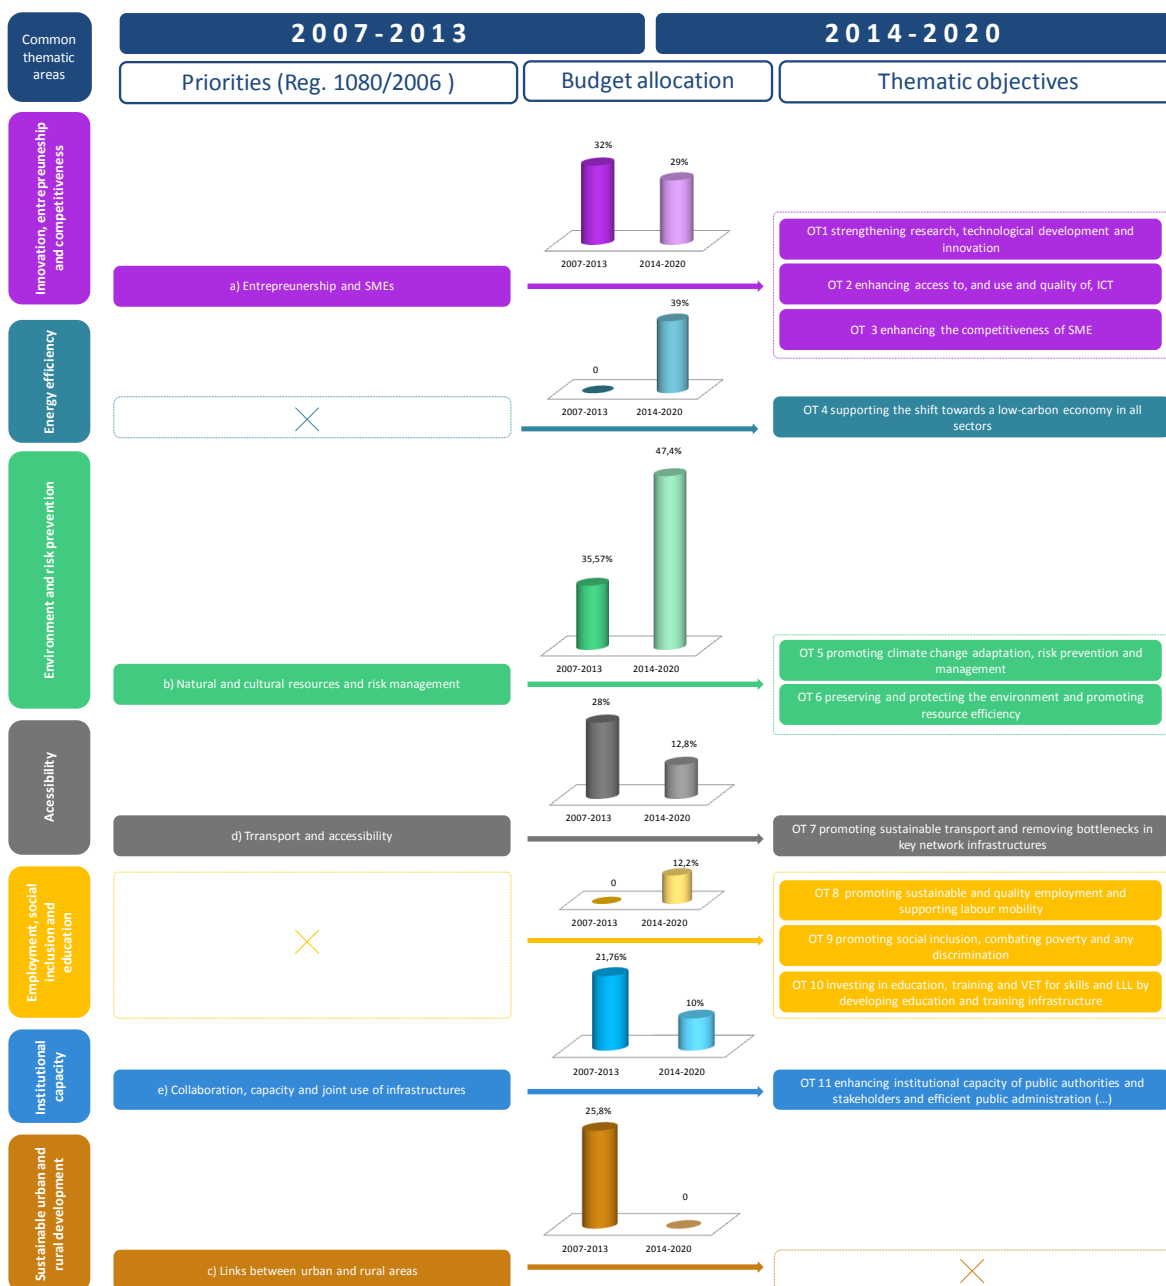 Common
thematic
areas
2007-2013
2014-2020
Priorities (Reg. 1080/2006 )
Budget allocation
Thematic objectives
Innovation, entrepreuneship
and competitiveness
32%
29%
2007-2013
2014-2020
a) Entrepreunership and SMEs
OT1 strengthening research, technological development and
innovation
OT 2 enhancing access to, and use and quality of, ICT
OT 3 enhancing the competitiveness of SME
Energy efficiency
0
39%
2007-2013
2014-2020
OT 4 supporting the shift towards a low-carbon economy in all
sectors
Environment and risk prevention
35,57%
47,4%
2007-2013
2014-2020
b) Natural and cultural resources and risk management
OT 5 promoting climate change adaptation, risk prevention and
management
OT 6 preserving and protecting the environment and promoting
resource efficiency
Acessibility
28%
12,8%
2007-2013
2014-2020
d) Trransport and accessibility
OT 7 promoting sustainable transport and removing bottlenecks in
key network infrastructures
Employment, social
inclusion and
education
0
12,2%
2007-2013
2014-2020
OT 8 promoting sustainable and quality employment and
supporting labour mobility
OT 9 promoting social inclusion, combating poverty and any
discrimination
OT 10 investing in education, training and VET for skills and LLL by
developing education and training infrastructure
Institutional
capacity
21,76%
10%
2007-2013
2014-2020
e) Collaboration, capacity and joint use of infrastructures
OT 11 enhancing institutional capacity of public authorities and
stakeholders and efficient public administration (...)
Sustainable urban and
rural development
25,8%
0
2007-2013
2014-2020
c) Links between urban and rural areas